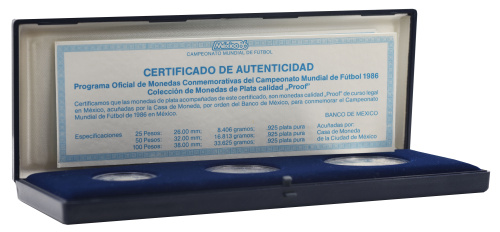 México86
CAMPEONATO MUNDIAL DE FUTBOL
CERTIFICADO DE AUTENTICIDAD
Programa Oficial de Monedas Conmemorativas del Campeonato Mundial de Fútbol 1986
Colección de Monedas de Plata calidad „Proof"
Certificamos que las monedas de plata acompañadas de este certificado, son monedas calidad „Proof" de curso legal
en México, acuñadas por la Casa de Moneda, por orden del Banco de México, para conmemorar el Campeonato
Mundial de Fútbol de 1986 en México.
BANCO DE MEXICO
Especificaciones 25 Pesos: 26.00 mm; 8.406 gramos; .925 plata pura Acuñadas por:
50 Pesos: 32.00 mm; 16.813 gramos; .925 plata pura Casa de Moneda
100 Pesos: 38.00 mm; 33.625 gramos; .925 plata pura de la Ciudad de México